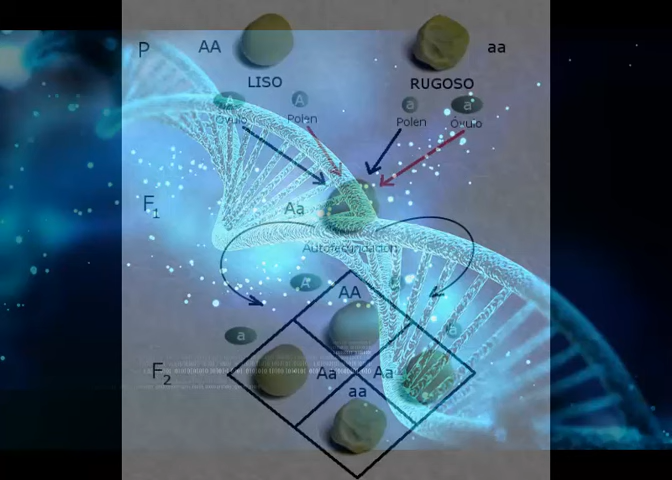 P AA aa
LISO RUGOSO
A A a a
Óvulo Polen Polen Óvulo
F1 Aa
Autofecundación
A
AA
a a
F2 Aa Aa
aa